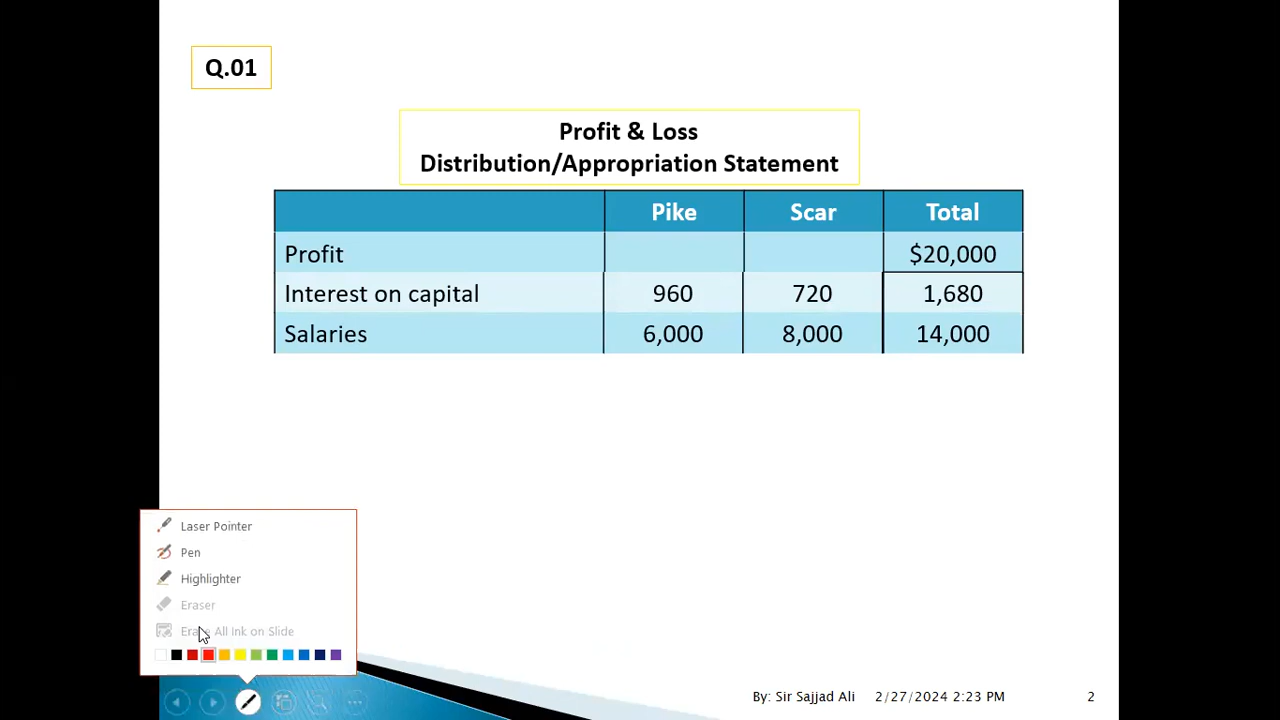 Q.01
Profit & Loss
Distribution/Appropriation Statement
Pike Scar Total
Profit $20,000
Interest on capital 960 720 1,680
Salaries 6,000 8,000 14,000
Laser Pointer
Pen
Highlighter
Eraser
Erase All Ink on Slide
By: Sir Sajjad Ali 2/27/2024 2:23 PM 2